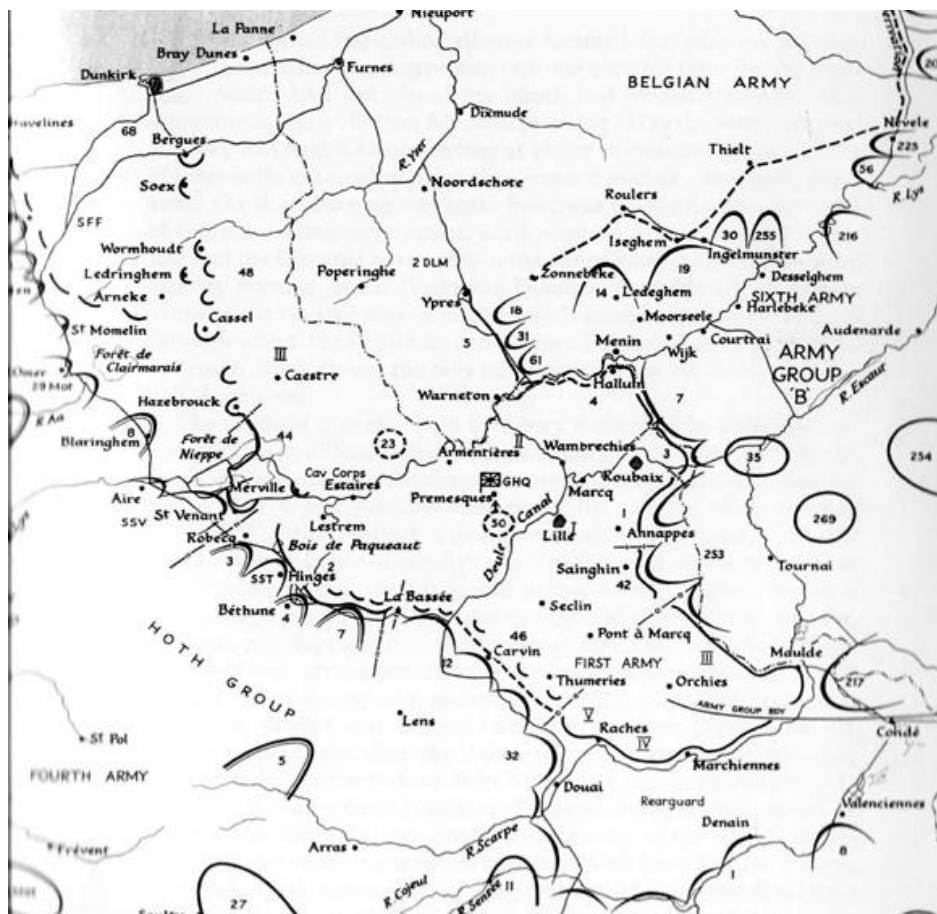 Nieuport
La Panne
Bray Dunes
Furnes
Dunkirk
BELGIAN ARMY
Dixmude
ravelines
68
Bergues
R. Yser
Nevele
225
Thielt
56
R. Lys
Soex
Noordschote
SFF
Roulers
30
255
216
Iseghem
Ingelmunster
Wormhoudt
48
2 DLM
Ledringhem
Poperinghe
Zonnebeke
19
Desselghem
Arneke
14
Ledeghem
SIXTH ARMY
Ypres
Harlebeke
18
Moorseele
Cassel
St Momelin
5
31
Courtrai
Audenarde
Menin
Wijk
ARMY
GROUP
'B'
Forêt de
Clairmarais
III
61
Halluin
Omer
29 Mot
Caestre
Warneton
4
7
R. Escaut
Hazebrouck
R. Aa
8
44
II
Blaringhem
Forêt de
Nieppe
23
Wambrechies
3
35
254
Armentières
Cav Corps
GHQ
Roubaix
Aire
Merville
Estaires
Premesques
Marcq
SSV
St Venant
50
Canal
Lille
I
1
269
Lestrem
Annappes
Robecq
Bois de Paqueaut
Drule
253
3
2
Sainghin
Tournai
SST
Hinges
42
La Bassée
Seclin
Béthune
4
7
46
Pont à Marcq
Maulde
HOTH
GROUP
12
Carvin
FIRST ARMY
III
Thumeries
Orchies
217
ARMY GROUP BDY
Lens
V
Raches
Condé
St Pol
IV
Marchiennes
FOURTH ARMY
5
32
Douai
Rearguard
Valenciennes
Denain
Frévent
Arras
R. Scarpe
8
R. Cojeul
R. Sensée
II
1
27